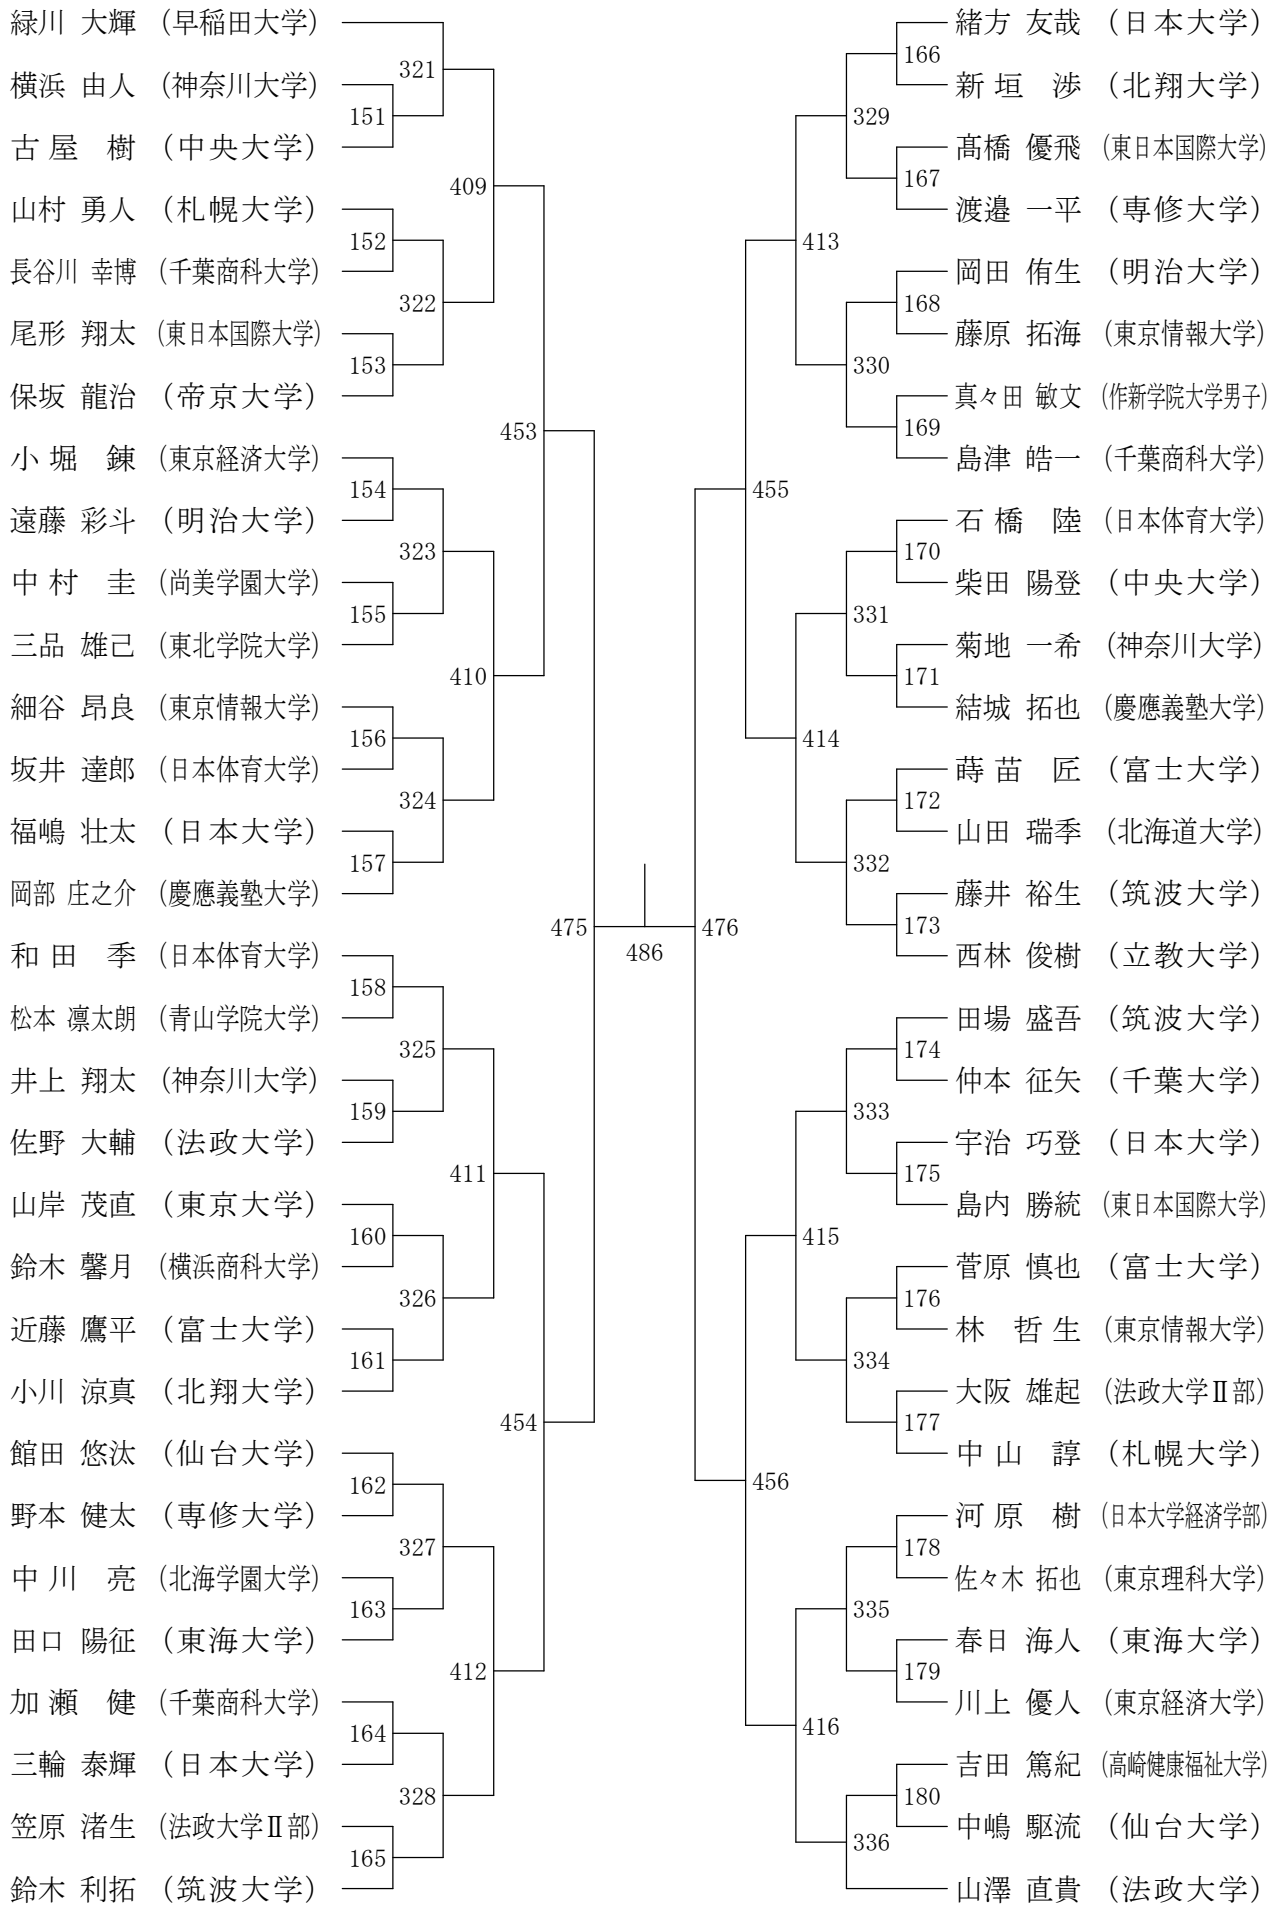 緑川 大輝 (早稲田大学)
横浜 由人 (神奈川大学)
古屋 樹 (中央大学)
山村 勇人 (札幌大学)
長谷川 幸博 (千葉商科大学)
尾形 翔太 (東日本国際大学)
保坂 龍治 (帝京大学)
小堀 錬 (東京経済大学)
遠藤 彩斗 (明治大学)
中村 圭 (尚美学園大学)
三品 雄己 (東北学院大学)
細谷 昂良 (東京情報大学)
坂井 達郎 (日本体育大学)
福嶋 壮太 (日本大学)
岡部 庄之介 (慶應義塾大学)
和田 季 (日本体育大学)
松本 凛太朗 (青山学院大学)
井上 翔太 (神奈川大学)
佐野 大輔 (法政大学)
山岸 茂直 (東京大学)
鈴木 馨月 (横浜商科大学)
近藤 鷹平 (富士大学)
小川 涼真 (北翔大学)
館田 悠汰 (仙台大学)
野本 健太 (専修大学)
中川 亮 (北海学園大学)
田口 陽征 (東海大学)
加瀬 健 (千葉商科大学)
三輪 泰輝 (日本大学)
笠原 渚生 (法政大学Ⅱ部)
鈴木 利拓 (筑波大学)
151
152
153
154
155
156
157
158
159
160
161
162
163
164
165
321
322
323
324
325
326
327
328
409
410
411
412
453
454
475
486
476
455
456
413
414
415
416
329
330
331
332
333
334
335
336
166
167
168
169
170
171
172
173
174
175
176
177
178
179
180
緒方 友哉 (日本大学)
新垣 渉 (北翔大学)
髙橋 優飛 (東日本国際大学)
渡邉 一平 (専修大学)
岡田 侑生 (明治大学)
藤原 拓海 (東京情報大学)
真々田 敏文 (作新学院大学男子)
島津 皓一 (千葉商科大学)
石橋 陸 (日本体育大学)
柴田 陽登 (中央大学)
菊地 一希 (神奈川大学)
結城 拓也 (慶應義塾大学)
蒔苗 匠 (富士大学)
山田 瑞季 (北海道大学)
藤井 裕生 (筑波大学)
西林 俊樹 (立教大学)
田場 盛吾 (筑波大学)
仲本 征矢 (千葉大学)
宇治 巧登 (日本大学)
島内 勝統 (東日本国際大学)
菅原 慎也 (富士大学)
林 哲生 (東京情報大学)
大阪 雄起 (法政大学Ⅱ部)
中山 諄 (札幌大学)
河原 樹 (日本大学経済学部)
佐々木 拓也 (東京理科大学)
春日 海人 (東海大学)
川上 優人 (東京経済大学)
吉田 篤紀 (高崎健康福祉大学)
中嶋 駆流 (仙台大学)
山澤 直貴 (法政大学)